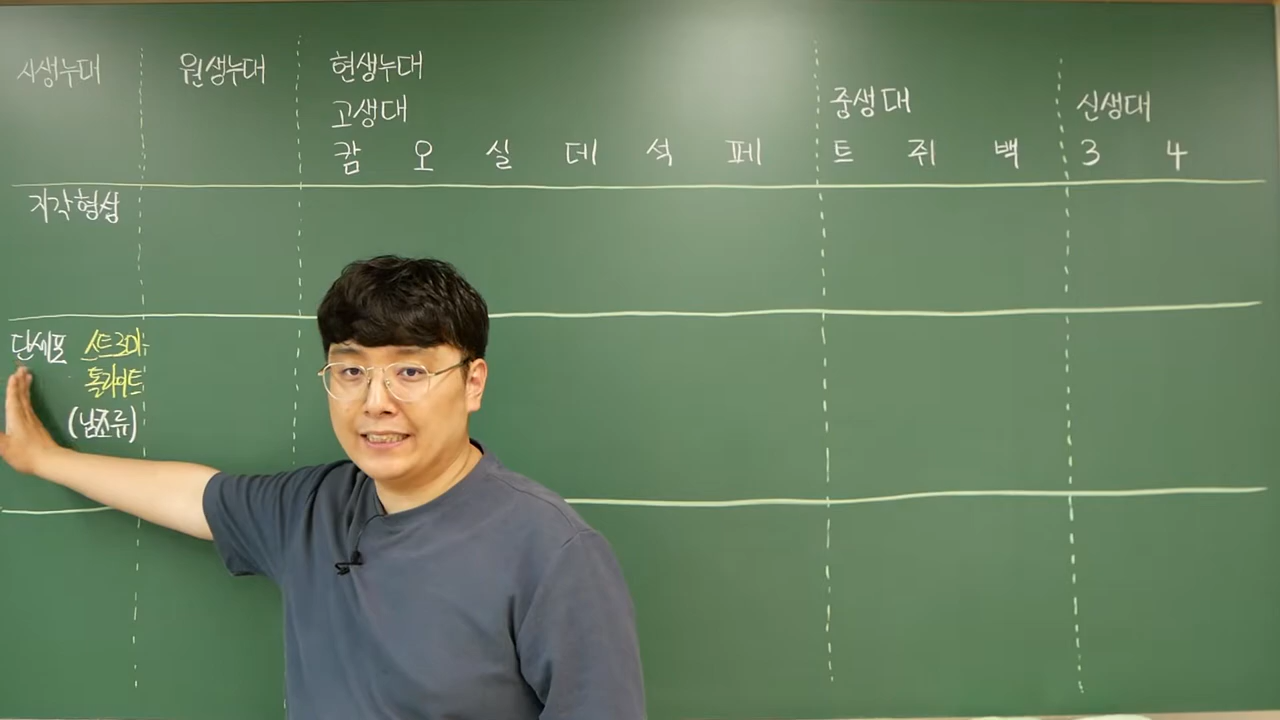 시생누대 원생누대 현생누대
고생대 중생대 신생대
캄 오 실 데 석 페 트 쥐 백 3 4
지각형성
단세포 스트로마
톨라이트
(남조류)